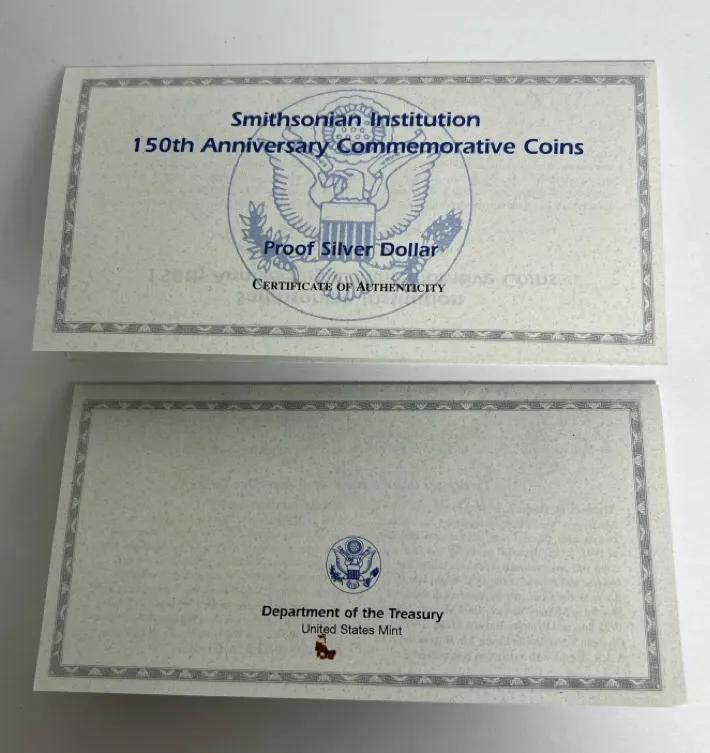 Smithsonian Institution
150th Anniversary Commemorative Coins
Proof Silver Dollar
CERTIFICATE OF AUTHENTICITY
Department of the Treasury
United States Mint